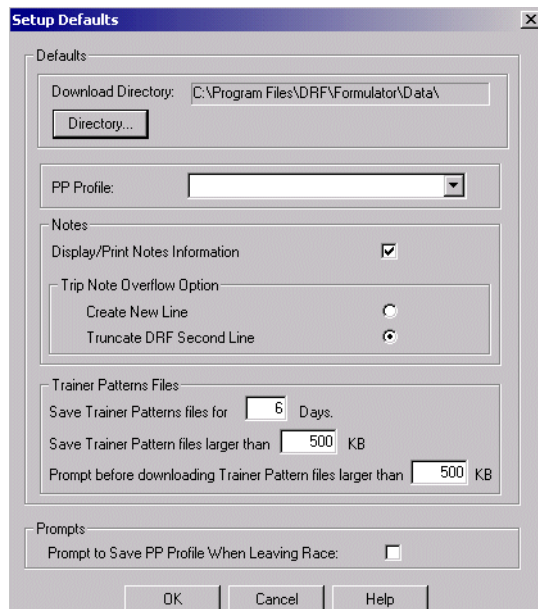 Setup Defaults
Defaults
Download Directory: C:\Program Files\DRF\Formulator\Data\
Directory...
PP Profile:
Notes
Display/Print Notes Information
Trip Note Overflow Option
Create New Line
Truncate DRF Second Line
Trainer Patterns Files
Save Trainer Patterns files for 6 Days.
Save Trainer Pattern files larger than 500 KB
Prompt before downloading Trainer Pattern files larger than 500 KB
Prompts
Prompt to Save PP Profile When Leaving Race:
OK Cancel Help